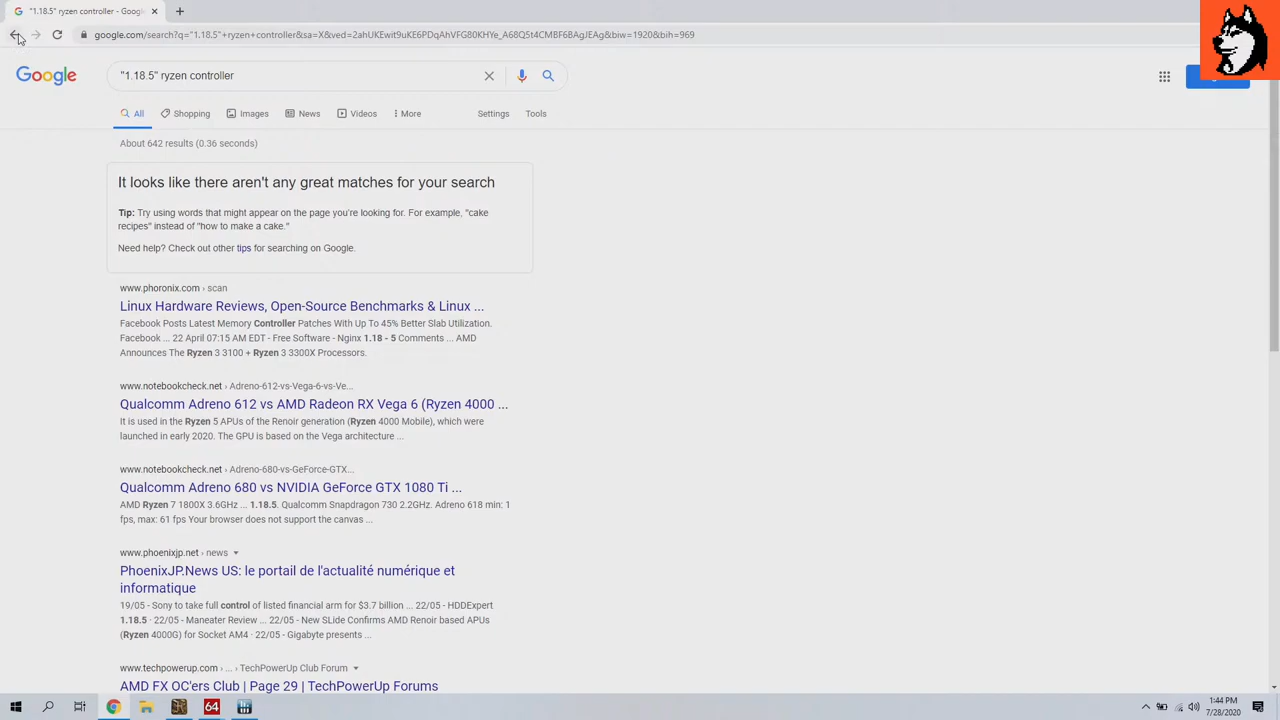 "1.18.5" ryzen controller - Goog
google.com/search?q="1.18.5"+ryzen+controller&sa=X&ved=2ahUKEwit9uKE6PDqAhVFG80KHYe_A68Q5t4CMBF6BAgJEAg&biw=1920&bih=969
Google
"1.18.5" ryzen controller
All
Shopping
Images
News
Videos
More
Settings
Tools
About 642 results (0.36 seconds)
It looks like there aren't any great matches for your search
Tip: Try using words that might appear on the page you're looking for. For example, "cake
recipes" instead of "how to make a cake."
Need help? Check out other tips for searching on Google.
www.phoronix.com › scan
Linux Hardware Reviews, Open-Source Benchmarks & Linux ...
Facebook Posts Latest Memory Controller Patches With Up To 45% Better Slab Utilization.
Facebook ... 22 April 07:15 AM EDT - Free Software - Nginx 1.18 - 5 Comments ... AMD
Announces The Ryzen 3 3100 + Ryzen 3 3300X Processors.
www.notebookcheck.net › Adreno-612-vs-Vega-6-vs-Ve...
Qualcomm Adreno 612 vs AMD Radeon RX Vega 6 (Ryzen 4000 ...
It is used in the Ryzen 5 APUs of the Renoir generation (Ryzen 4000 Mobile), which were
launched in early 2020. The GPU is based on the Vega architecture ...
www.notebookcheck.net › Adreno-680-vs-GeForce-GTX...
Qualcomm Adreno 680 vs NVIDIA GeForce GTX 1080 Ti ...
AMD Ryzen 7 1800X 3.6GHz ... 1.18.5. Qualcomm Snapdragon 730 2.2GHz. Adreno 618 min: 1
fps, max: 61 fps Your browser does not support the canvas ...
www.phoenixjp.net › news
PhoenixJP.News US: le portail de l'actualité numérique et
informatique
19/05 - Sony to take full control of listed financial arm for $3.7 billion ... 22/05 - HDDExpert
1.18.5 · 22/05 - Maneater Review ... 22/05 - New SLide Confirms AMD Renoir based APUs
(Ryzen 4000G) for Socket AM4 · 22/05 - Gigabyte presents ...
www.techpowerup.com › ... › TechPowerUp Club Forum
AMD FX OC'ers Club | Page 29 | TechPowerUp Forums
64
1:44 PM
7/28/2020